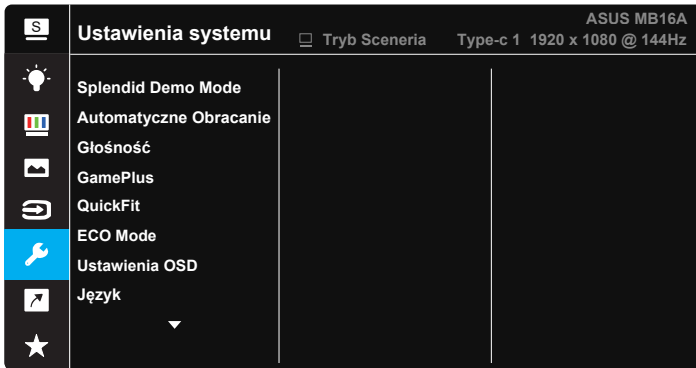 S
ASUS MB16A
Ustawienia systemu
Tryb Sceneria
Type-c 1 1920 x 1080 @ 144Hz
Splendid Demo Mode
Automatyczne Obracanie
Głośność
GamePlus
QuickFit
ECO Mode
Ustawienia OSD
Język